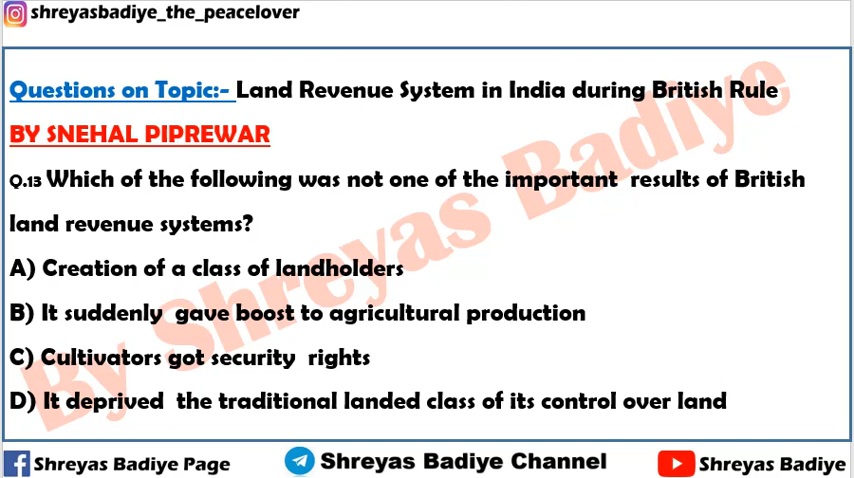 shreyasbadiye_the_peacelover
Questions on Topic:- Land Revenue System in India during British Rule
BY SNEHAL PIPREWAR
Q.13 Which of the following was not one of the important results of British
land revenue systems?
A) Creation of a class of landholders
B) It suddenly gave boost to agricultural production
C) Cultivators got security rights
D) It deprived the traditional landed class of its control over land
By Shreyas Badiye
Shreyas Badiye Page
Shreyas Badiye Channel
Shreyas Badiye